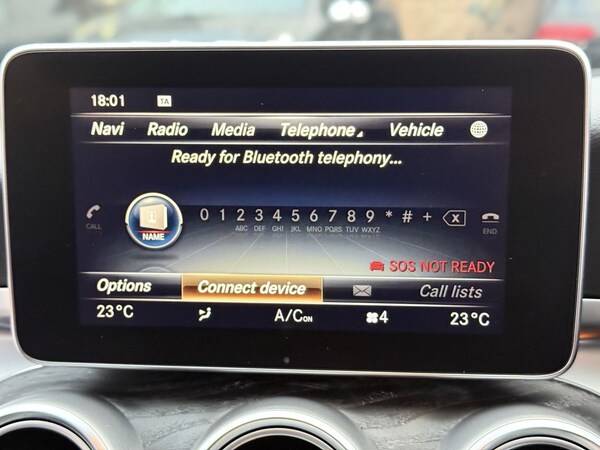 18:01 TA
Navi Radio Media Telephone Vehicle
Ready for Bluetooth telephony...
0 1 2 3 4 5 6 7 8 9 * # + X
CALL NAME ABC DEF GHI JKL MNO PQRS TUV WXYZ END
SOS NOT READY
Options Connect device Call lists
23°C A/C ON 4 23°C